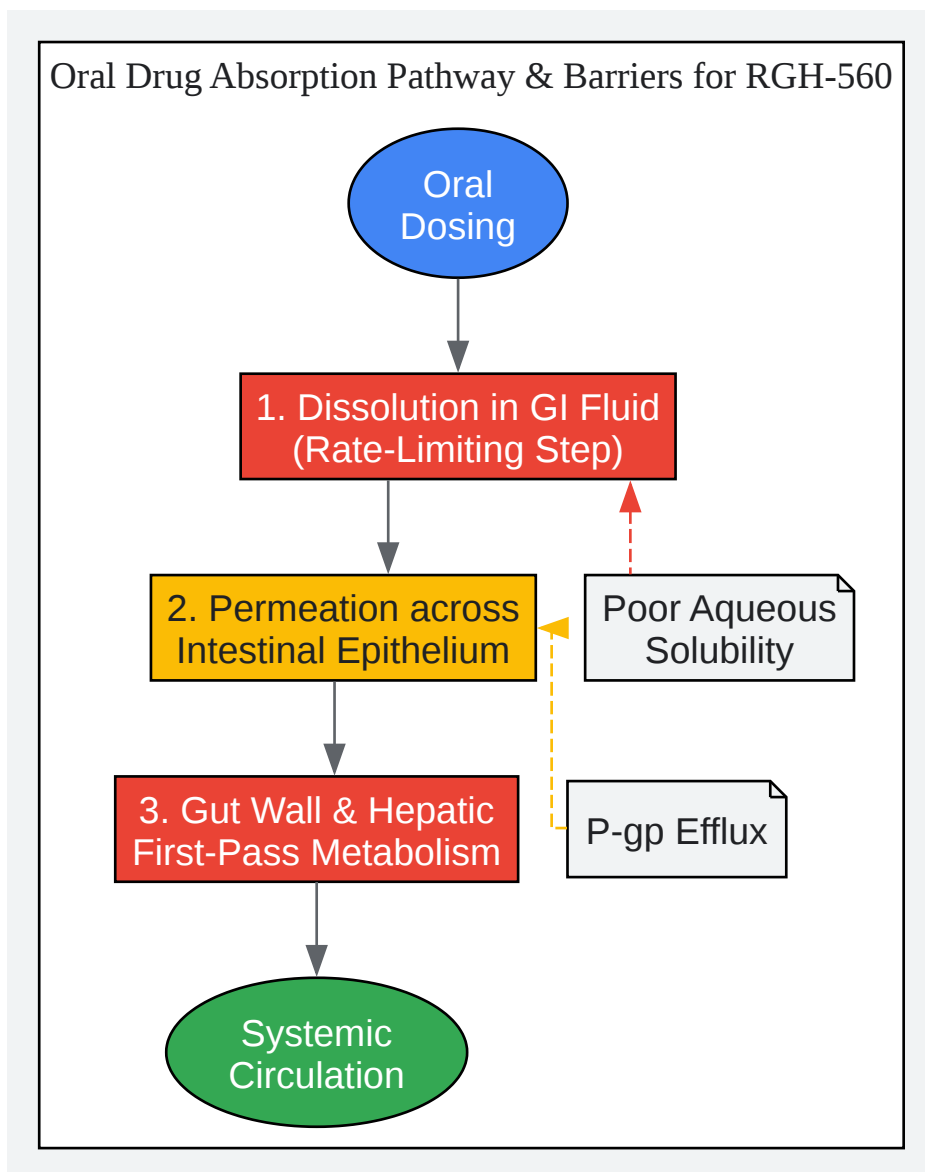 Oral Drug Absorption Pathway & Barriers for RGH-560
Oral
Dosing
1. Dissolution in GI Fluid
(Rate-Limiting Step)
2. Permeation across
Intestinal Epithelium
Poor Aqueous
Solubility
3. Gut Wall & Hepatic
First-Pass Metabolism
P-gp Efflux
Systemic
Circulation